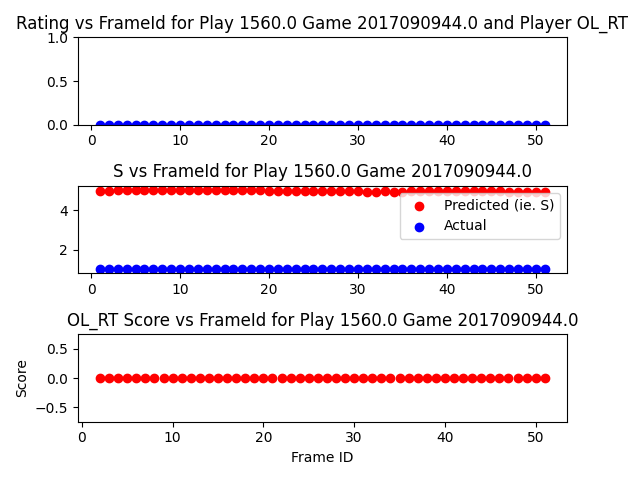 Rating vs FrameId for Play 1560.0 Game 2017090944.0 and Player OL_RT
1.0
0.5
0.0
0 10 20 30 40 50
S vs FrameId for Play 1560.0 Game 2017090944.0
4
2
Predicted (ie. S)
Actual
0 10 20 30 40 50
OL_RT Score vs FrameId for Play 1560.0 Game 2017090944.0
Score
0.5
0.0
−0.5
0 10 20 30 40 50
Frame ID